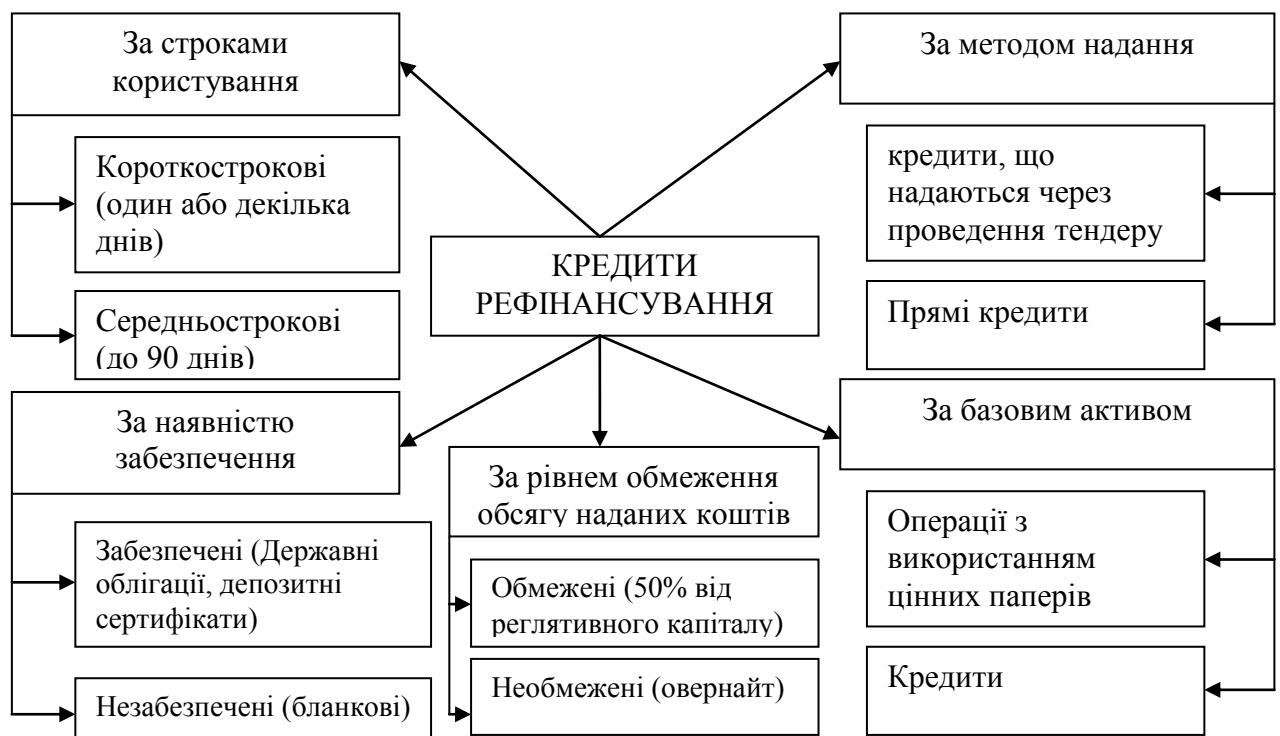 За строками
користування
Короткострокові
(один або декілька
днів)
Середньострокові
(до 90 днів)
За методом надання
кредити, що
надаються через
проведення тендеру
Прямі кредити
КРЕДИТИ
РЕФІНАНСУВАННЯ
За наявністю
забезпечення
Забезпечені (Державні
облігації, депозитні
сертифікати)
Незабезпечені (бланкові)
За рівнем обмеження
обсягу наданих коштів
Обмежені (50% від
реглятивного капіталу)
Необмежені (овернайт)
За базовим активом
Операції з
використанням
цінних паперів
Кредити